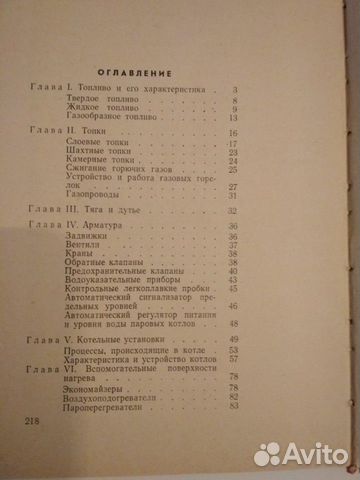 ОГЛАВЛЕНИЕ
Глава I. Топливо и его характеристика . 3
Твердое топливо . . . . . . . 8
Жидкое топливо . . . . . . . 9
Газообразное топливо . . . . . 13
Глава II. Топки . . . . . . . . 16
Слоевые топки . . . . . . . . 17
Шахтные топки . . . . . . . . 23
Камерные топки . . . . . . . . 24
Сжигание горючих газов . . . . 25
Устройство и работа газовых горе-
лок . . . . . . . . . . . 27
Газопроводы . . . . . . . . 31
Глава III. Тяга и дутье . . . . . 32
Глава IV. Арматура . . . . . . 36
Задвижки . . . . . . . . . 36
Вентили . . . . . . . . . 37
Краны . . . . . . . . . . 38
Обратные клапаны . . . . . . 38
Предохранительные клапаны . . . 40
Водоуказательные приборы . . . 43
Контрольные легкоплавкие пробки . 45
Автоматический сигнализатор пре-
дельных уровней . . . . . . 46
Автоматический регулятор питания
и уровня воды паровых котлов . 48
Глава V. Котельные установки . . . 49
Процессы, происходящие в котле . 53
Характеристика и устройство котлов 57
Глава VI. Вспомогательные поверхности
нагрева . . . . . . . . . 78
Экономайзеры . . . . . . . 78
Воздухоподогреватели . . . . . 82
Пароперегреватели . . . . . . 83
218
Avito